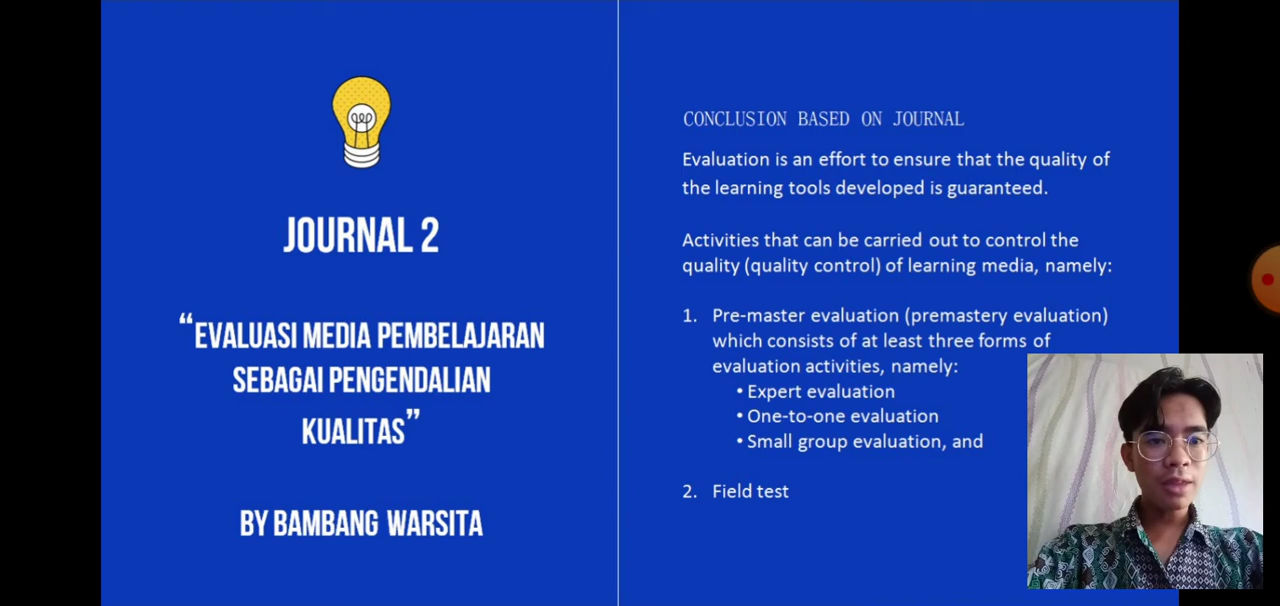 JOURNAL 2
“EVALUASI MEDIA PEMBELAJARAN
SEBAGAI PENGENDALIAN
KUALITAS”
BY BAMBANG WARSITA
CONCLUSION BASED ON JOURNAL
Evaluation is an effort to ensure that the quality of
the learning tools developed is guaranteed.
Activities that can be carried out to control the
quality (quality control) of learning media, namely:
1. Pre-master evaluation (premastery evaluation)
which consists of at least three forms of
evaluation activities, namely:
• Expert evaluation
• One-to-one evaluation
• Small group evaluation, and
2. Field test